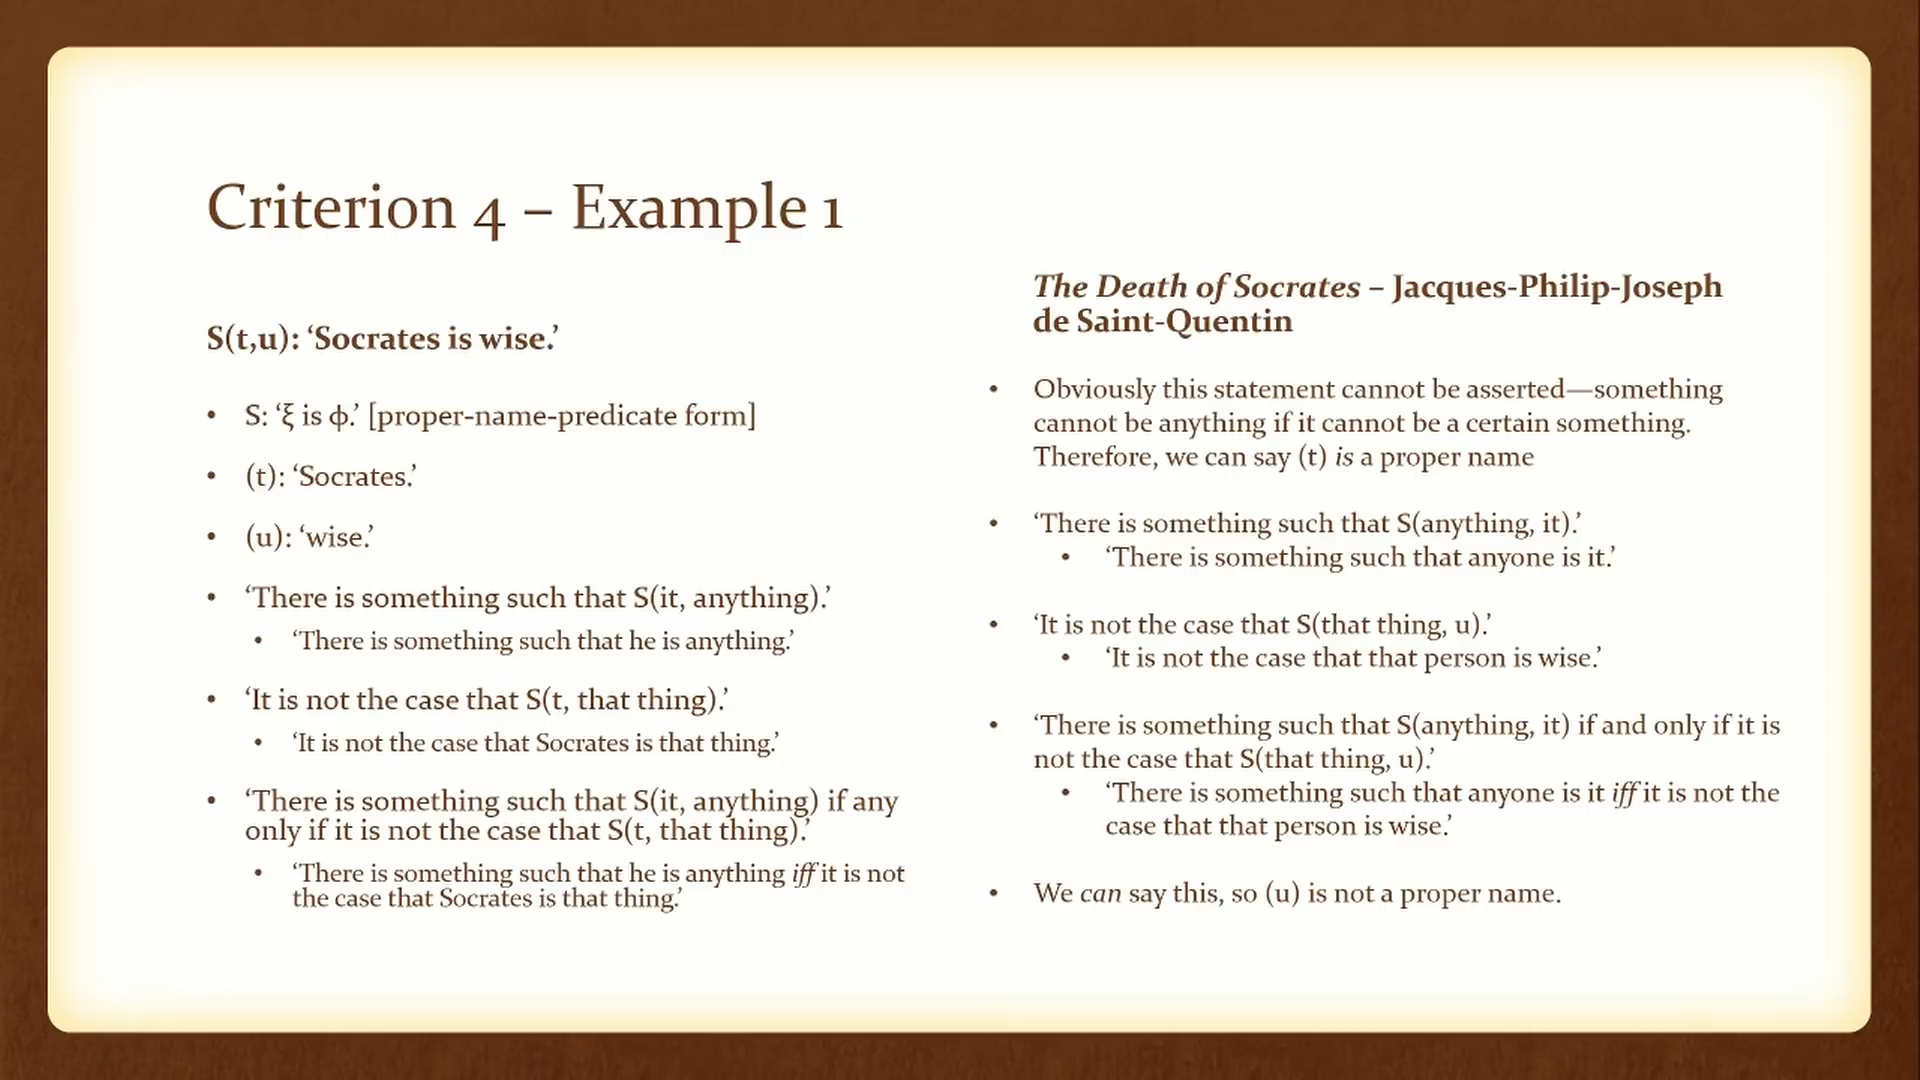 Criterion 4 – Example 1
S(t,u): ‘Socrates is wise.’
• S: ‘ξ is ϕ.’ [proper-name-predicate form]
• (t): ‘Socrates.’
• (u): ‘wise.’
• ‘There is something such that S(it, anything).’
• ‘There is something such that he is anything.’
• ‘It is not the case that S(t, that thing).’
• ‘It is not the case that Socrates is that thing.’
• ‘There is something such that S(it, anything) if any
only if it is not the case that S(t, that thing).’
• ‘There is something such that he is anything iff it is not
the case that Socrates is that thing.’
The Death of Socrates – Jacques-Philip-Joseph
de Saint-Quentin
• Obviously this statement cannot be asserted—something
cannot be anything if it cannot be a certain something.
Therefore, we can say (t) is a proper name
• ‘There is something such that S(anything, it).’
• ‘There is something such that anyone is it.’
• ‘It is not the case that S(that thing, u).’
• ‘It is not the case that that person is wise.’
• ‘There is something such that S(anything, it) if and only if it is
not the case that S(that thing, u).’
• ‘There is something such that anyone is it iff it is not the
case that that person is wise.’
• We can say this, so (u) is not a proper name.